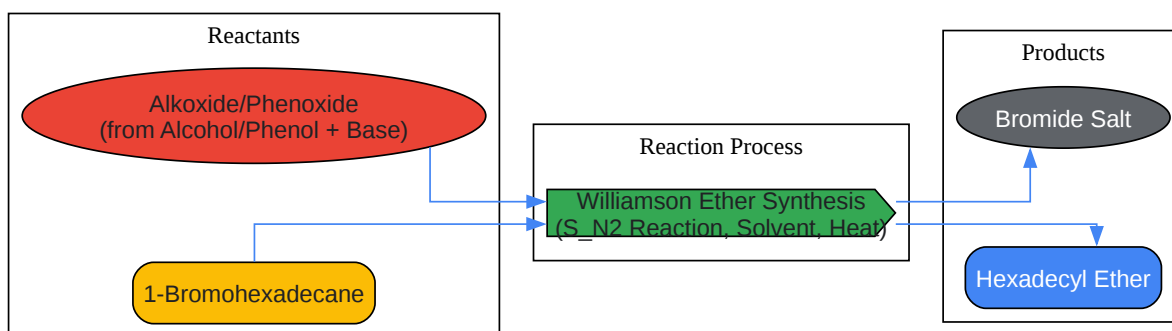 Reactants
Alkoxide/Phenoxide
(from Alcohol/Phenol + Base)
1-Bromohexadecane
Reaction Process
Williamson Ether Synthesis
(S_N2 Reaction, Solvent, Heat)
Products
Bromide Salt
Hexadecyl Ether